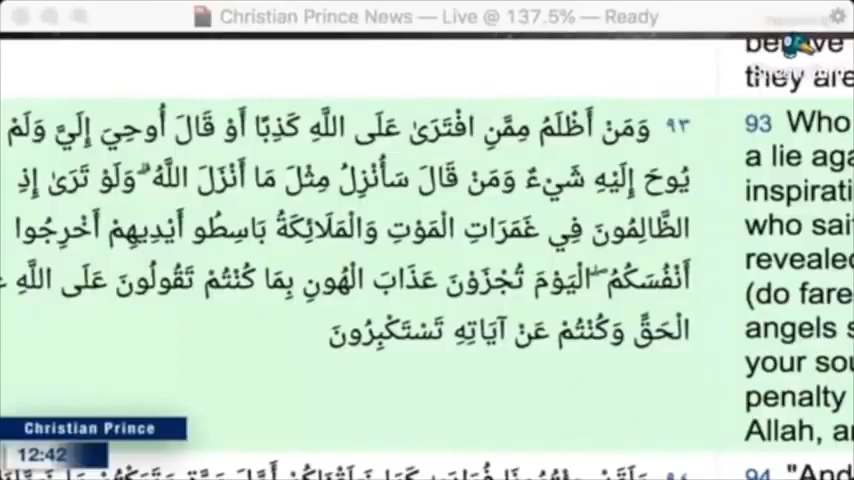 Christian Prince News — Live @ 137.5% — Ready
believe
they are
٩٣ وَمَنْ أَظْلَمُ مِمَّنِ افْتَرَىٰ عَلَى اللَّهِ كَذِبًا أَوْ قَالَ أُوحِيَ إِلَيَّ وَلَمْ
يُوحَ إِلَيْهِ شَيْءٌ وَمَنْ قَالَ سَأُنْزِلُ مِثْلَ مَا أَنْزَلَ اللَّهُ ۗ وَلَوْ تَرَىٰ إِذِ
الظَّالِمُونَ فِي غَمَرَاتِ الْمَوْتِ وَالْمَلَائِكَةُ بَاسِطُو أَيْدِيهِمْ أَخْرِجُوا
أَنْفُسَكُمُ ۖ الْيَوْمَ تُجْزَوْنَ عَذَابَ الْهُونِ بِمَا كُنْتُمْ تَقُولُونَ عَلَى اللَّهِ
الْحَقِّ وَكُنْتُمْ عَنْ آيَاتِهِ تَسْتَكْبِرُونَ
93 Who
a lie aga
inspirati
who sai
revealed
(do fare
angels s
your sou
penalty
Allah, a
Christian Prince
12:42
٩٤
94 "And